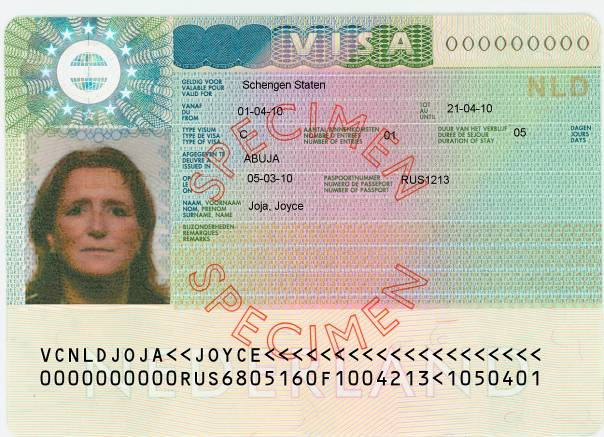 VISA 000000000
NLD
GELDIG VOOR
VALABLE POUR
VALID FOR
Schengen Staten
VANAF
DU
FROM
01-04-10
TOT
AU
UNTIL
21-04-10
TYPE VISUM
TYPE DE VISA
TYPE OF VISA
C
AANTAL BINNENKOMSTEN
NOMBRE D'ENTREES
NUMBER OF ENTRIES
01
DUUR VAN HET VERBLIJF
DUREE DE SEJOUR
DURATION OF STAY
05
DAGEN
JOURS
DAYS
AFGEGEVEN TE
DELIVRE A
ISSUED IN
ABUJA
OP
LE
ON
05-03-10
PASPOORTNUMMER
NUMERO DE PASSEPORT
NUMBER OF PASSPORT
RUS1213
NAAM, VOORNAAM
NOM, PRENOM
SURNAME, NAME
Joja, Joyce
BIJZONDERHEDEN
REMARQUES
REMARKS
SPECIMEN
SPECIMEN
NEDERLAND
VCNLDJOJA<<JOYCE<<<<<<<<<<<<<<<<<<<<
0000000000RUS6805160F1004213<1050401